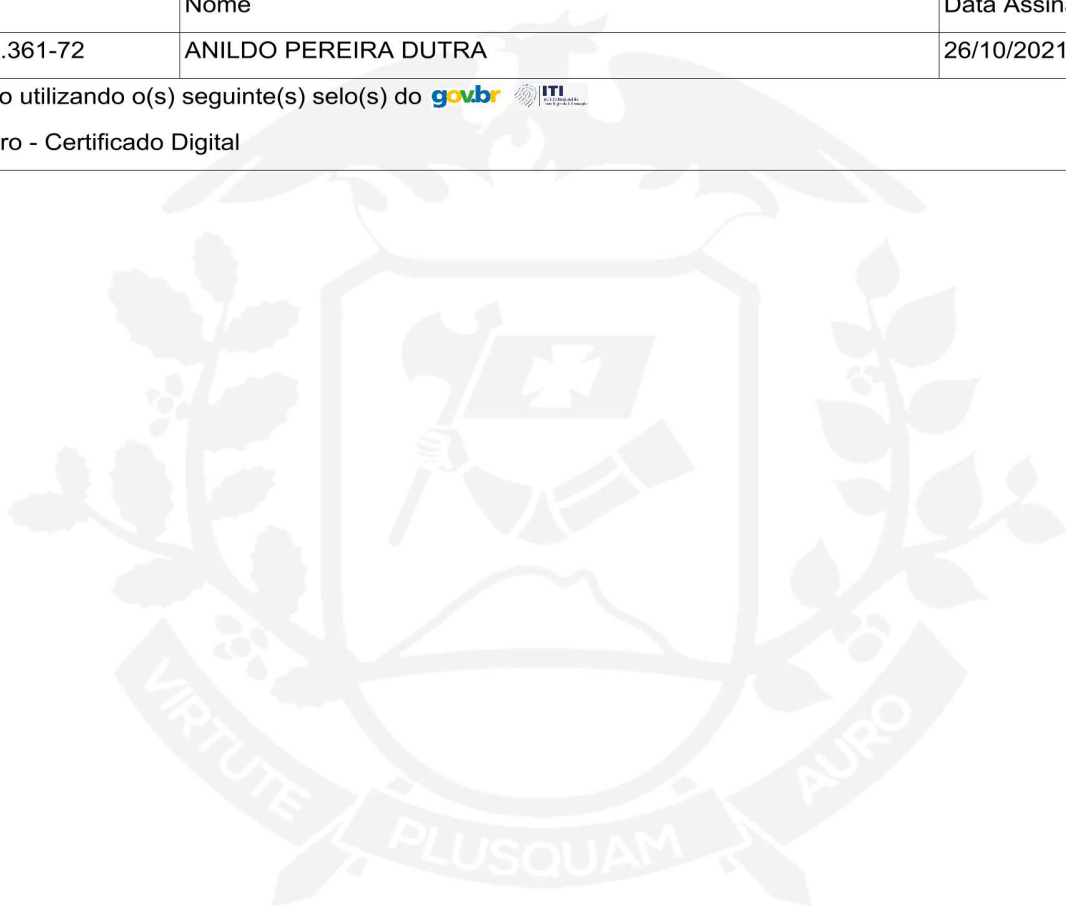 Nome Data Assina
.361-72 ANILDO PEREIRA DUTRA 26/10/2021
o utilizando o(s) seguinte(s) selo(s) do gov.br ITI
ro - Certificado Digital
VIRTUTE PLUSQUAM AURO